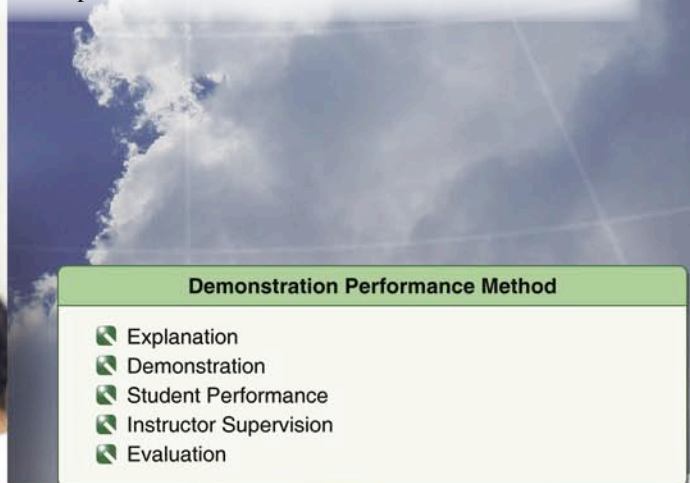 Demonstration Performance Method
Explanation
Demonstration
Student Performance
Instructor Supervision
Evaluation